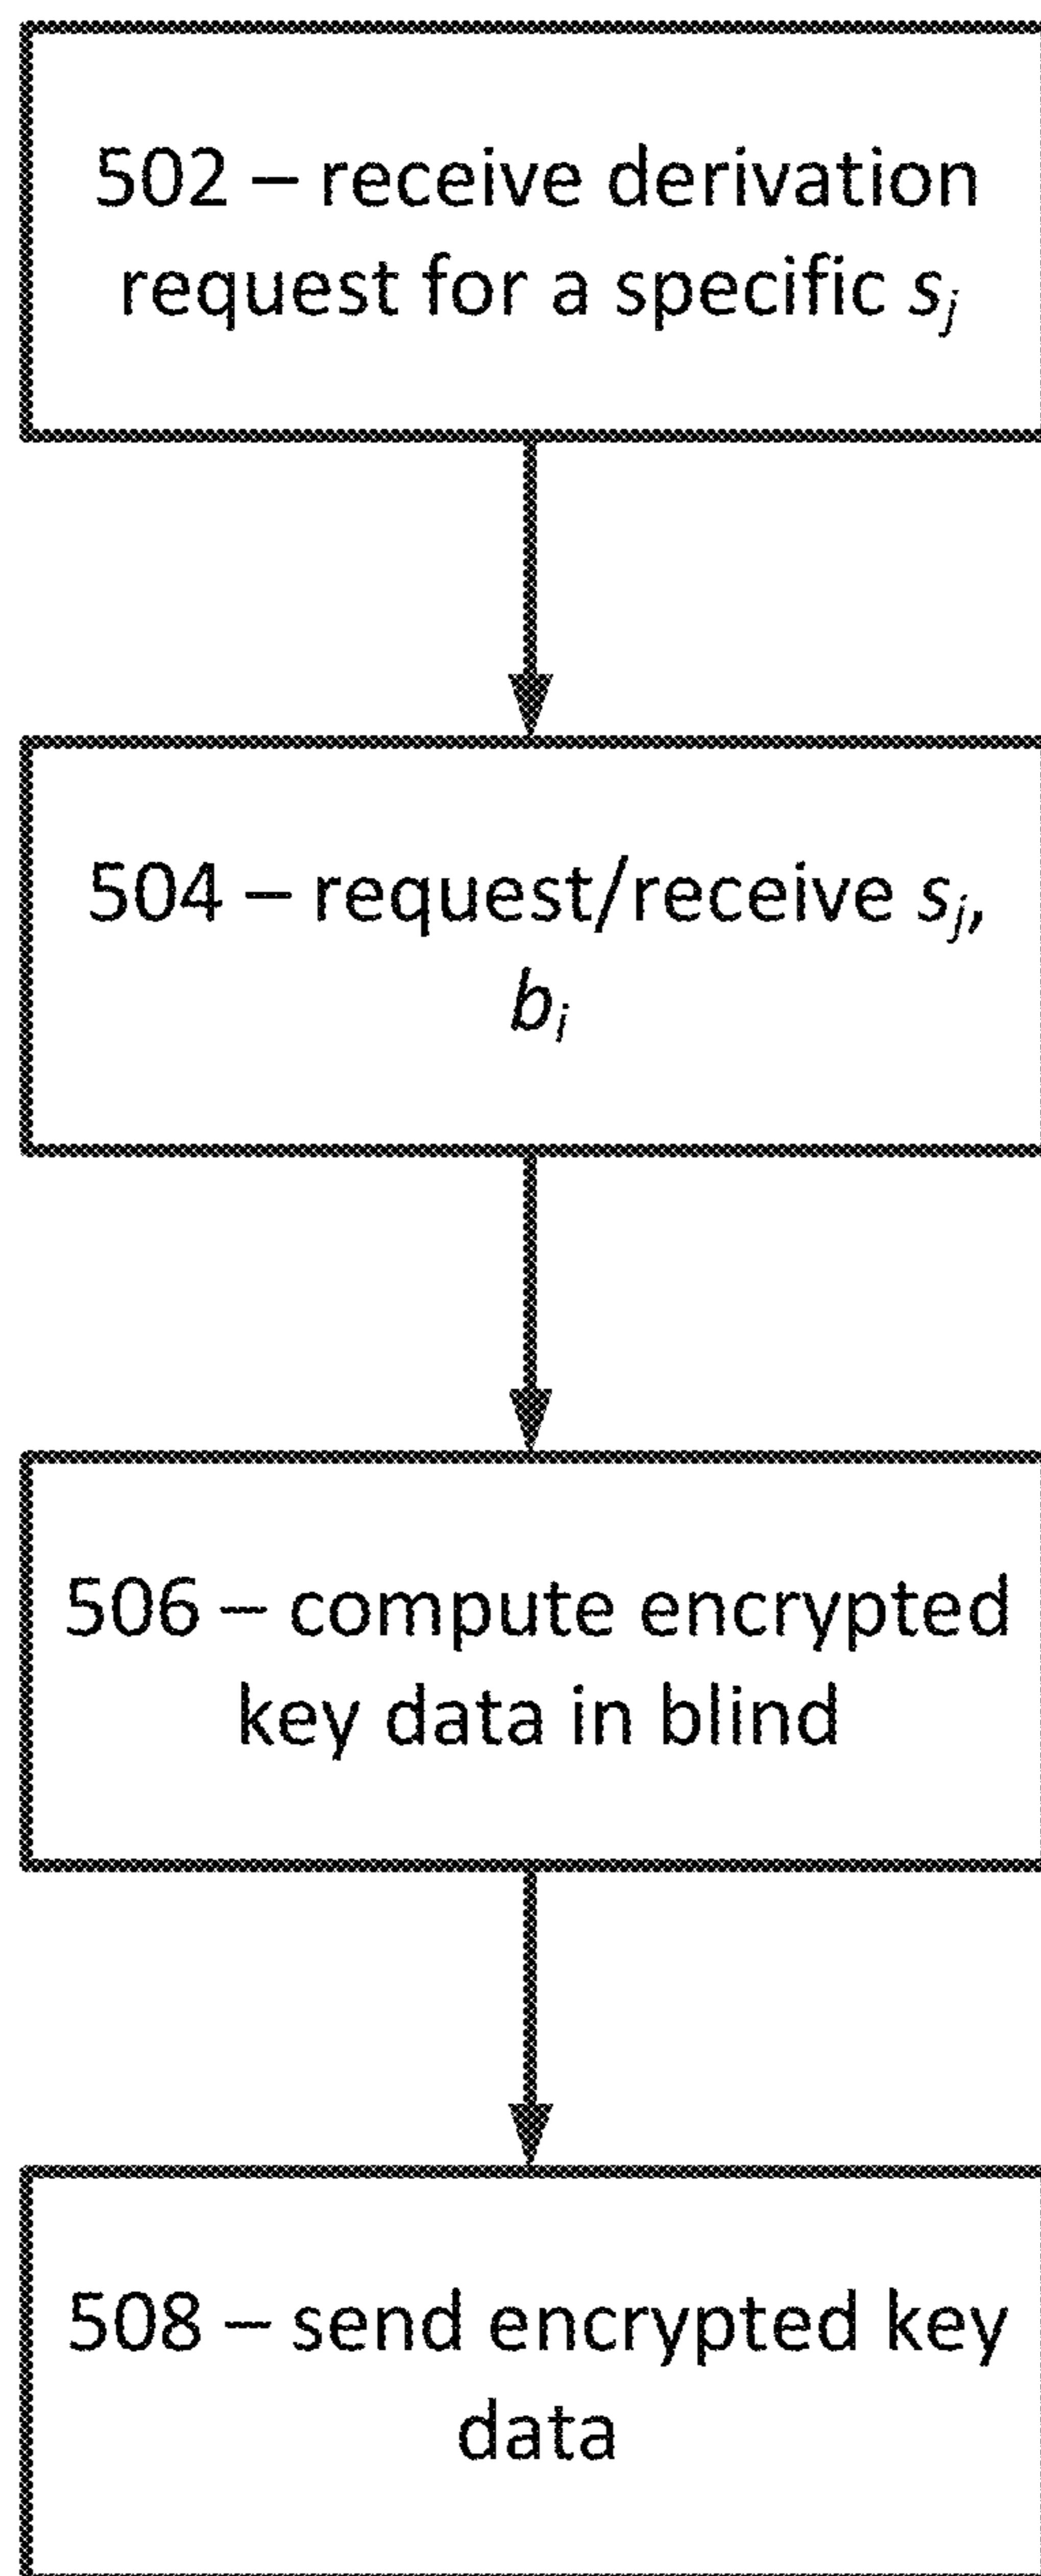 502 – receive derivation
request for a specific sⱼ
504 – request/receive sⱼ,
bᵢ
506 – compute encrypted
key data in blind
508 – send encrypted key
data